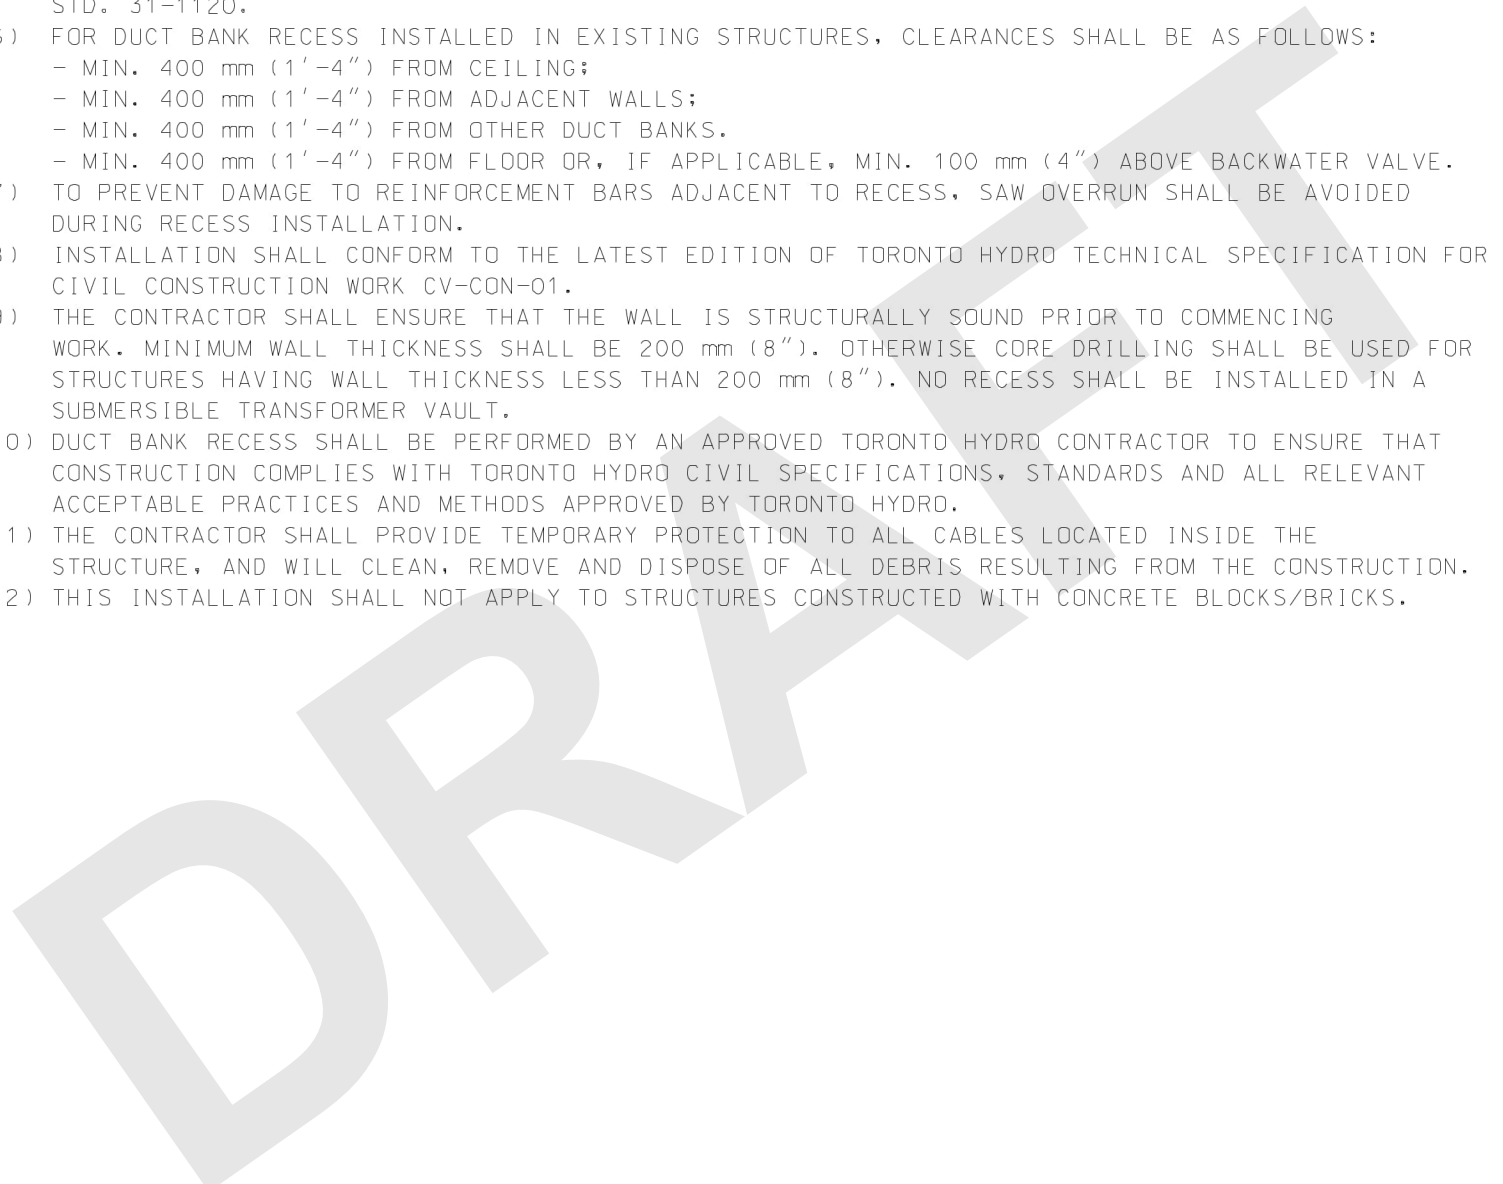 STD. 31-1120.
) FOR DUCT BANK RECESS INSTALLED IN EXISTING STRUCTURES, CLEARANCES SHALL BE AS FOLLOWS:
- MIN. 400 mm (1'-4") FROM CEILING;
- MIN. 400 mm (1'-4") FROM ADJACENT WALLS;
- MIN. 400 mm (1'-4") FROM OTHER DUCT BANKS.
- MIN. 400 mm (1'-4") FROM FLOOR OR, IF APPLICABLE, MIN. 100 mm (4") ABOVE BACKWATER VALVE.
) TO PREVENT DAMAGE TO REINFORCEMENT BARS ADJACENT TO RECESS, SAW OVERRUN SHALL BE AVOIDED
DURING RECESS INSTALLATION.
) INSTALLATION SHALL CONFORM TO THE LATEST EDITION OF TORONTO HYDRO TECHNICAL SPECIFICATION FOR
CIVIL CONSTRUCTION WORK CV-CON-01.
) THE CONTRACTOR SHALL ENSURE THAT THE WALL IS STRUCTURALLY SOUND PRIOR TO COMMENCING
WORK. MINIMUM WALL THICKNESS SHALL BE 200 mm (8"). OTHERWISE CORE DRILLING SHALL BE USED FOR
STRUCTURES HAVING WALL THICKNESS LESS THAN 200 mm (8"). NO RECESS SHALL BE INSTALLED IN A
SUBMERSIBLE TRANSFORMER VAULT.
0) DUCT BANK RECESS SHALL BE PERFORMED BY AN APPROVED TORONTO HYDRO CONTRACTOR TO ENSURE THAT
CONSTRUCTION COMPLIES WITH TORONTO HYDRO CIVIL SPECIFICATIONS, STANDARDS AND ALL RELEVANT
ACCEPTABLE PRACTICES AND METHODS APPROVED BY TORONTO HYDRO.
1) THE CONTRACTOR SHALL PROVIDE TEMPORARY PROTECTION TO ALL CABLES LOCATED INSIDE THE
STRUCTURE, AND WILL CLEAN, REMOVE AND DISPOSE OF ALL DEBRIS RESULTING FROM THE CONSTRUCTION.
2) THIS INSTALLATION SHALL NOT APPLY TO STRUCTURES CONSTRUCTED WITH CONCRETE BLOCKS/BRICKS.
DRAFT